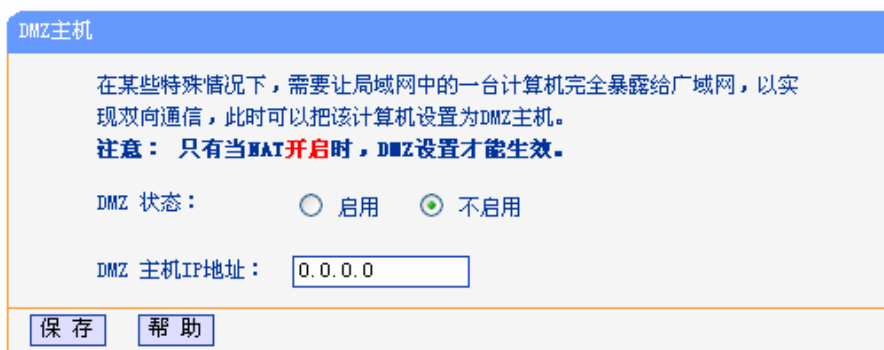 DMZ主机
在某些特殊情况下，需要让局域网中的一台计算机完全暴露给广域网，以实
现双向通信，此时可以把该计算机设置为DMZ主机。
注意： 只有当NAT开启时，DMZ设置才能生效。
DMZ 状态： 启用 不启用
DMZ 主机IP地址： 0.0.0.0
保 存 帮 助